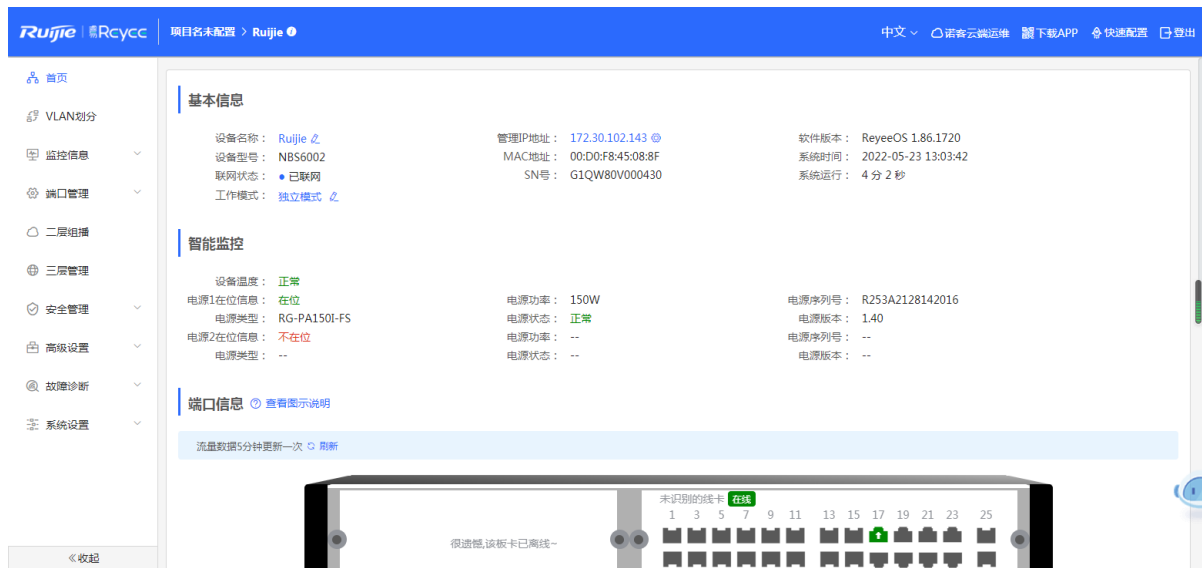 Ruijie | 锐捷Rcycc 项目名未配置 > Ruijie 中文 诺客云端运维 下载APP 快速配置 登出
首页
VLAN划分
监控信息
端口管理
二层组播
三层管理
安全管理
高级设置
故障诊断
系统设置
《收起
基本信息
设备名称： Ruijie 管理IP地址： 172.30.102.143 软件版本： ReyeeOS 1.86.1720
设备型号： NBS6002 MAC地址： 00:D0:F8:45:08:8F 系统时间： 2022-05-23 13:03:42
联网状态： 已联网 SN号： G1QW80V000430 系统运行： 4 分 2 秒
工作模式： 独立模式
智能监控
设备温度： 正常
电源1在位信息： 在位 电源功率： 150W 电源序列号： R253A2128142016
电源类型： RG-PA150I-FS 电源状态： 正常 电源版本： 1.40
电源2在位信息： 不在位 电源功率： -- 电源序列号： --
电源类型： -- 电源状态： -- 电源版本： --
端口信息 查看图示说明
流量数据5分钟更新一次 刷新
未识别的线卡 在线
1 3 5 7 9 11 13 15 17 19 21 23 25
很遗憾,该板卡已离线~